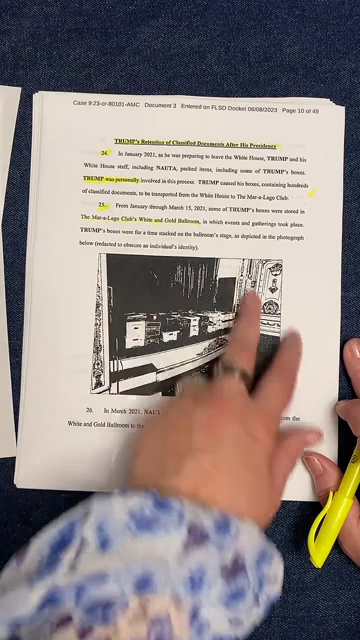 Case 9:23-cr-80101-AMC Document 3 Entered on FLSD Docket 06/08/2023 Page 10 of 49
TRUMP's Retention of Classified Documents After His Presidency
24. In January 2021, as he was preparing to leave the White House, TRUMP and his
White House staff, including NAUTA, packed items, including some of TRUMP's boxes.
TRUMP was personally involved in this process. TRUMP caused his boxes, containing hundreds
of classified documents, to be transported from the White House to The Mar-a-Lago Club.
25. From January through March 15, 2021, some of TRUMP's boxes were stored in
The Mar-a-Lago Club's White and Gold Ballroom, in which events and gatherings took place.
TRUMP's boxes were for a time stacked on the ballroom's stage, as depicted in the photograph
below (redacted to obscure an individual's identity).
26. In March 2021, NAUTA
White and Gold Ballroom to the